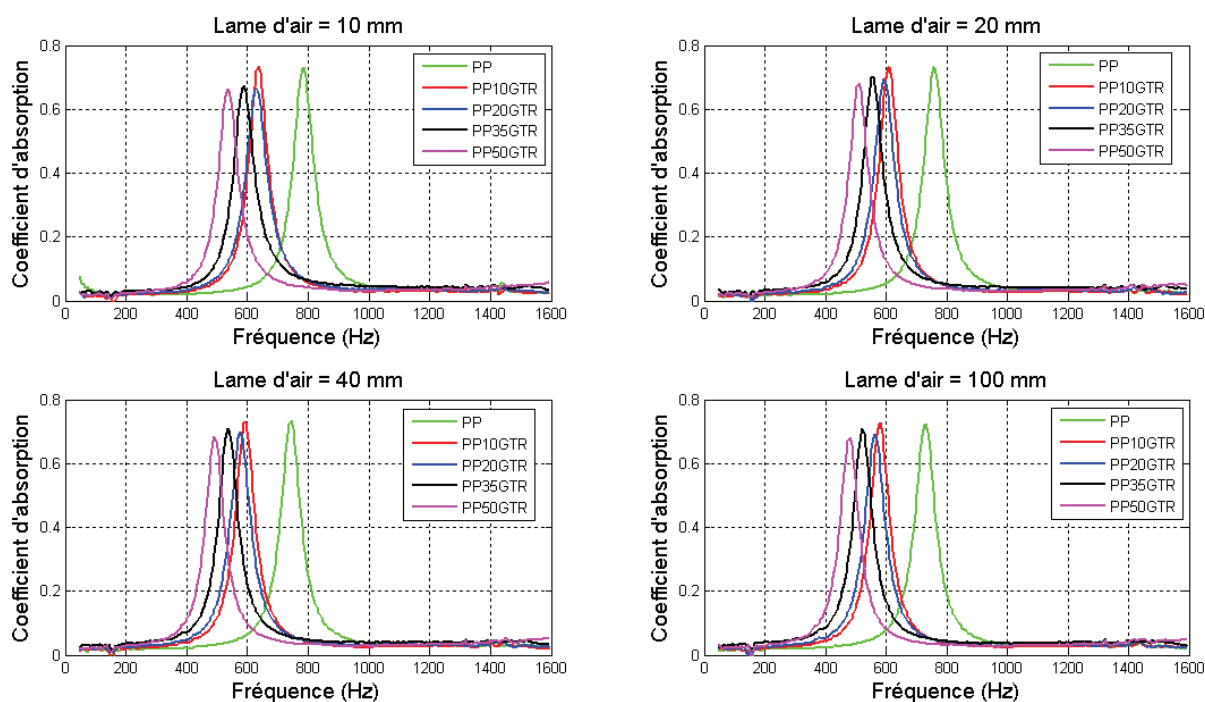 Lame d'air = 10 mm
Coefficient d'absorption
0.8
0.6
0.4
0.2
0
0 200 400 600 800 1000 1200 1400 1600
Fréquence (Hz)
PP
PP10GTR
PP20GTR
PP35GTR
PP50GTR
Lame d'air = 20 mm
Coefficient d'absorption
0.8
0.6
0.4
0.2
0
0 200 400 600 800 1000 1200 1400 1600
Fréquence (Hz)
PP
PP10GTR
PP20GTR
PP35GTR
PP50GTR
Lame d'air = 40 mm
Coefficient d'absorption
0.8
0.6
0.4
0.2
0
0 200 400 600 800 1000 1200 1400 1600
Fréquence (Hz)
PP
PP10GTR
PP20GTR
PP35GTR
PP50GTR
Lame d'air = 100 mm
Coefficient d'absorption
0.8
0.6
0.4
0.2
0
0 200 400 600 800 1000 1200 1400 1600
Fréquence (Hz)
PP
PP10GTR
PP20GTR
PP35GTR
PP50GTR